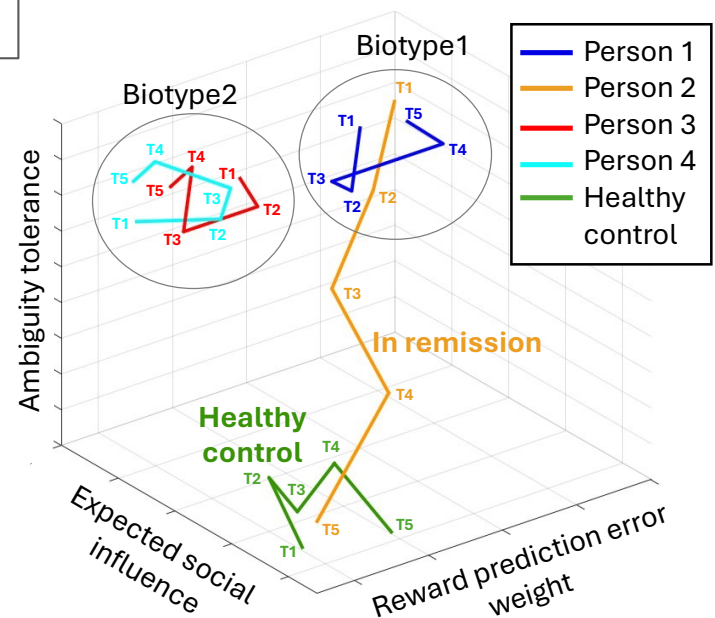 Biotype1
Biotype2
Person 1
Person 2
Person 3
Person 4
Healthy
control
T1
T5
T1
T4
T3
T2
T2
T3
T4
T5
T4
T4
T5
T5
T1
T3
T2
T1
T2
T3
In remission
Healthy
control
T4
T2
T3
T5
T1
Ambiguity tolerance
Expected social
influence
Reward prediction error
weight